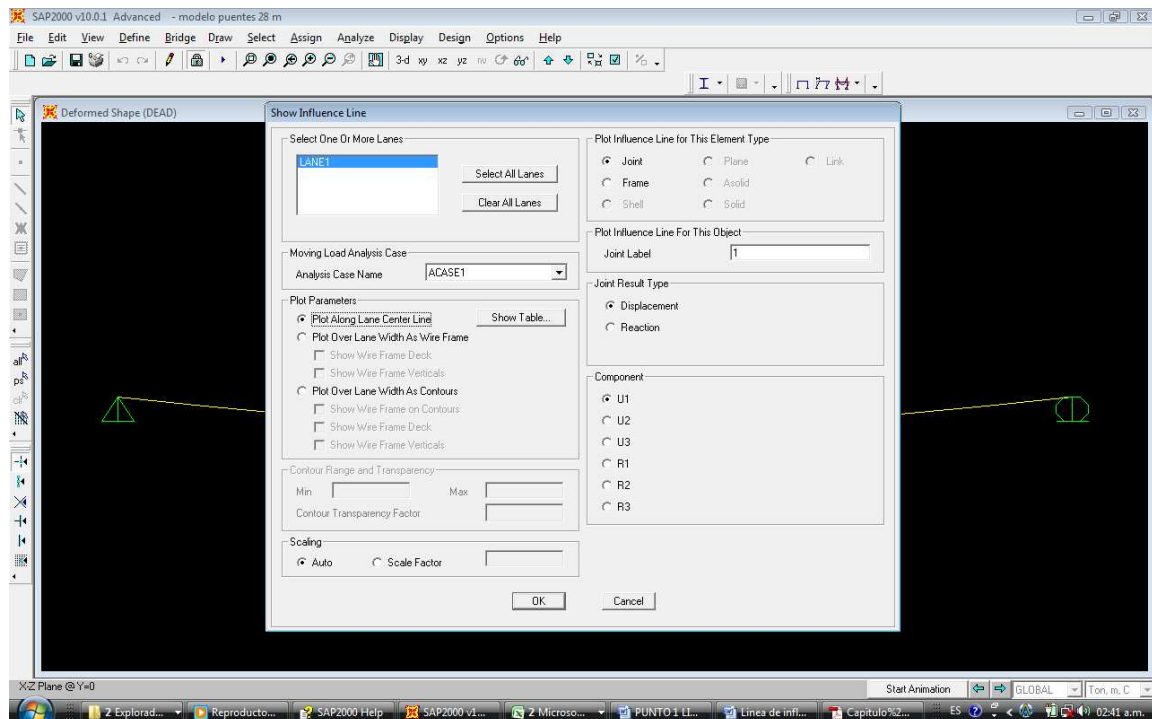 SAP2000 v10.0.1 Advanced - modelo puentes 28 m
File Edit View Define Bridge Draw Select Assign Analyze Display Design Options Help
3-d xy xz yz nv
Deformed Shape (DEAD)
Show Influence Line
Select One Or More Lanes
LANE1
Select All Lanes
Clear All Lanes
Moving Load Analysis Case
Analysis Case Name ACASE1
Plot Parameters
Plot Along Lane Center Line
Show Table...
Plot Over Lane Width As Wire Frame
Show Wire Frame Deck
Show Wire Frame Verticals
Plot Over Lane Width As Contours
Show Wire Frame on Contours
Show Wire Frame Deck
Show Wire Frame Verticals
Contour Range and Transparency
Min Max
Contour Transparency Factor
Scaling
Auto Scale Factor
Plot Influence Line for This Element Type
Joint Plane Link
Frame Asolid
Shell Solid
Plot Influence Line For This Object
Joint Label 1
Joint Result Type
Displacement
Reaction
Component
U1
U2
U3
R1
R2
R3
OK Cancel
all
ps
clr
X-Z Plane @ Y=0
Start Animation GLOBAL Ton, m, C
2 Explorad... Reproducto... SAP2000 Help SAP2000 v1... 2 Microso... PUNTO 1 LI... Linea de infl... Capitulo%2... ES 02:41 a.m.